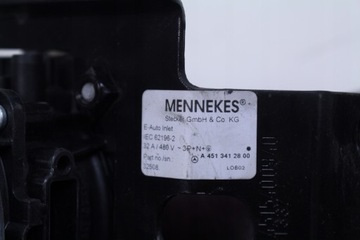 MENNEKES®
Stecker GmbH & Co. KG
E-Auto Inlet
IEC 62196-2
32 A / 480 V ~ 3P+N+⏚
Part no./sn.
A 451 341 28 00